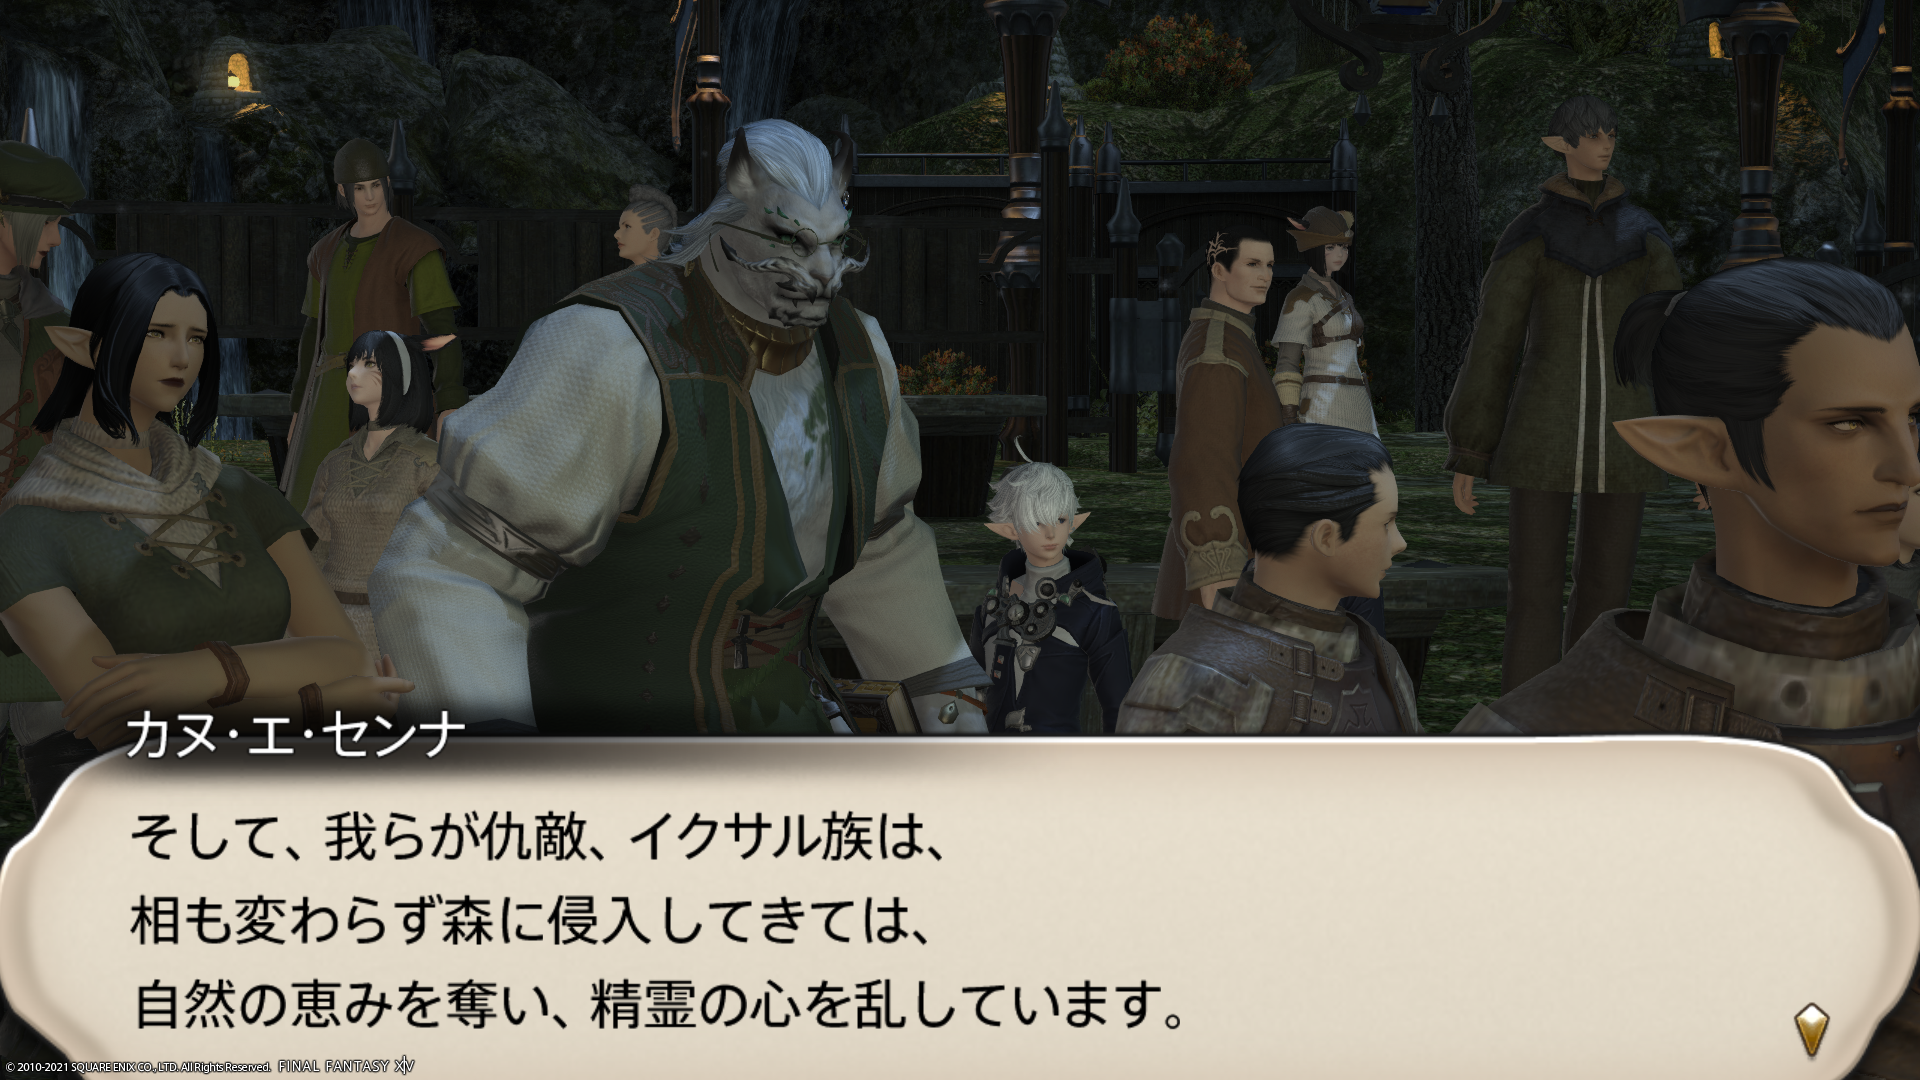 カヌ・エ・センナ
そして、我らが仇敵、イクサル族は、
相も変わらず森に侵入してきては、
自然の恵みを奪い、精霊の心を乱しています。
© 2010-2021 SQUARE ENIX CO., LTD. All Rights Reserved. FINAL FANTASY XIV